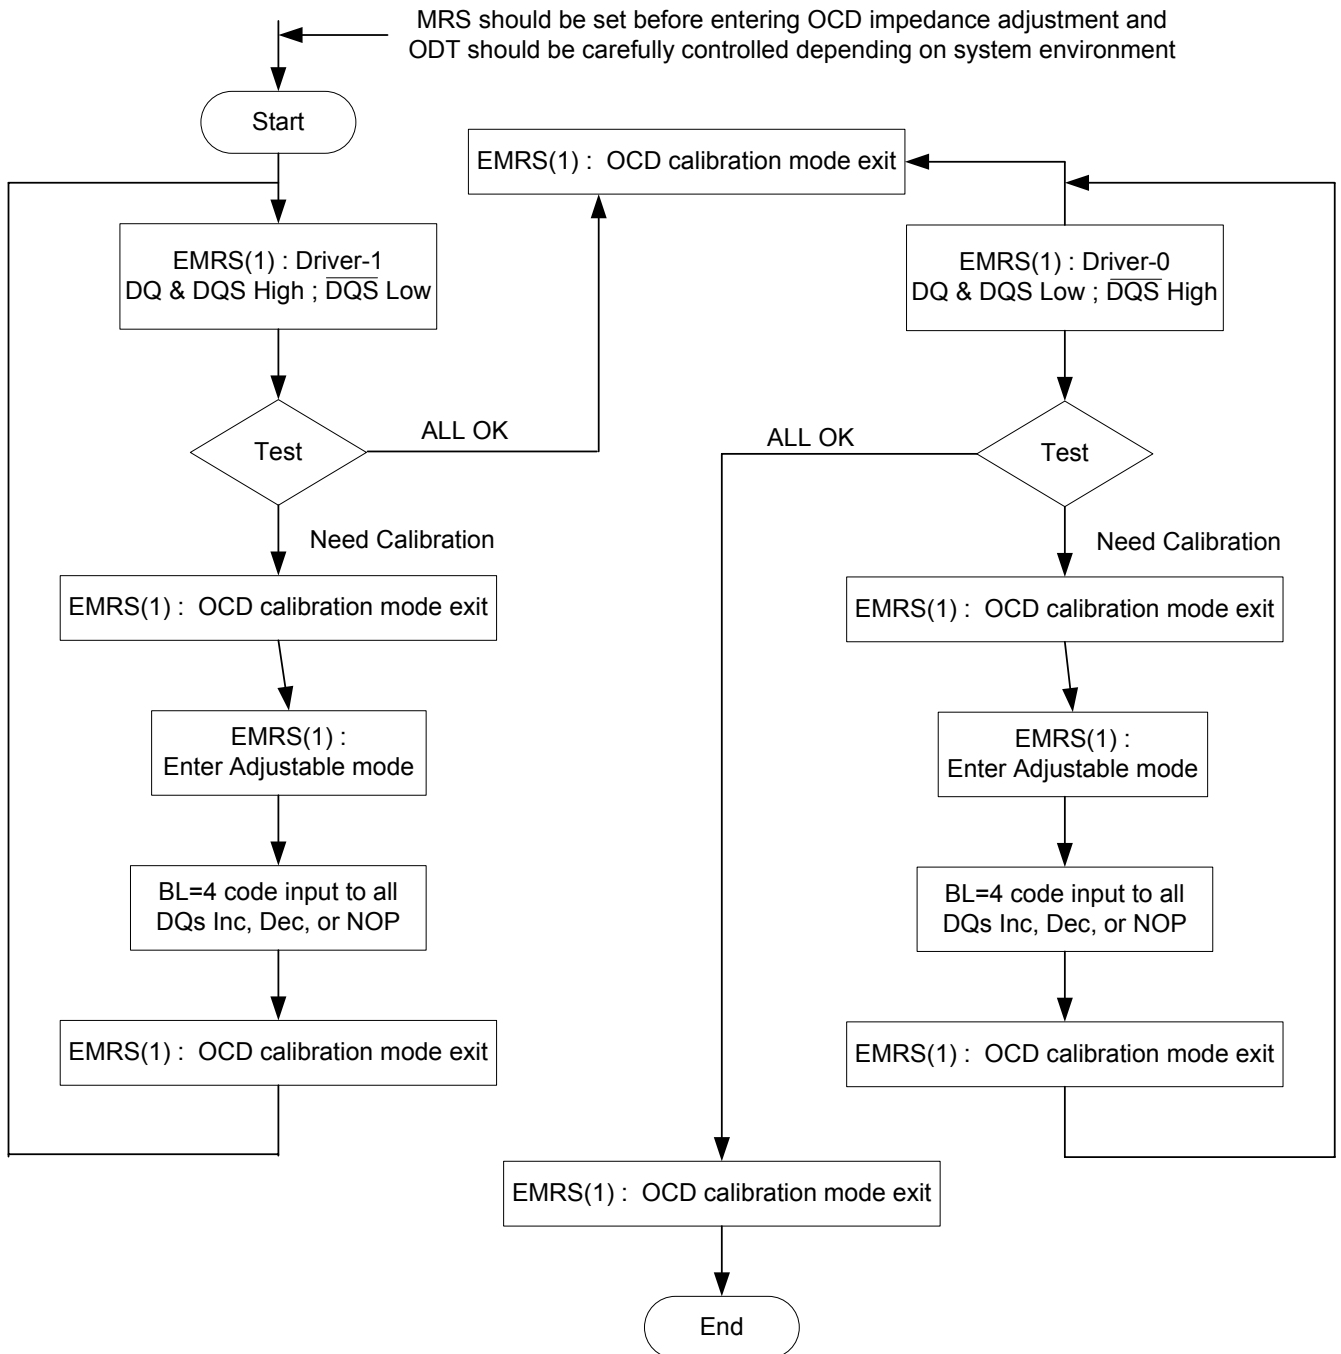 MRS should be set before entering OCD impedance adjustment and
ODT should be carefully controlled depending on system environment
Start
EMRS(1) :  OCD calibration mode exit
EMRS(1) : Driver-1
DQ & DQS High ; D̅Q̅S̅ Low
Test
ALL OK
Need Calibration
EMRS(1) :  OCD calibration mode exit
EMRS(1) :
Enter Adjustable mode
BL=4 code input to all
DQs Inc, Dec, or NOP
EMRS(1) :  OCD calibration mode exit
EMRS(1) : Driver-0
DQ & DQS Low ; D̅Q̅S̅ High
Test
ALL OK
Need Calibration
EMRS(1) :  OCD calibration mode exit
EMRS(1) :
Enter Adjustable mode
BL=4 code input to all
DQs Inc, Dec, or NOP
EMRS(1) :  OCD calibration mode exit
EMRS(1) :  OCD calibration mode exit
End